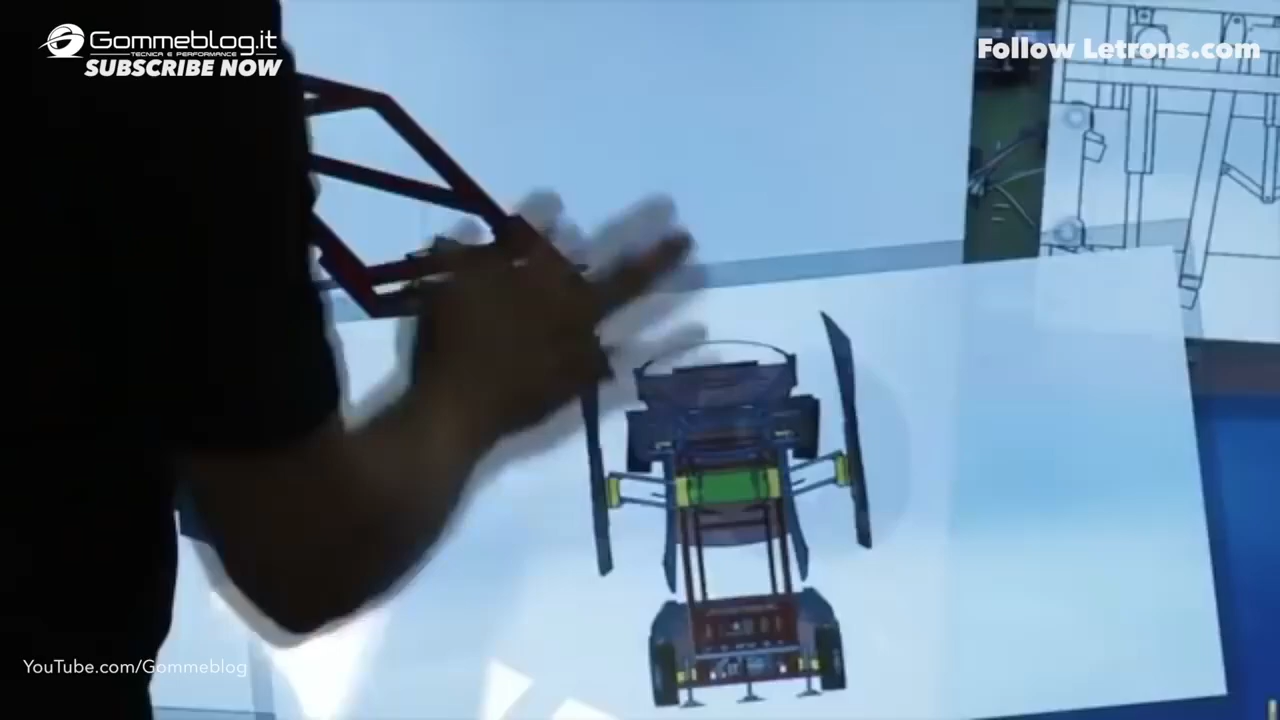 Gommeblog.it
TECNICA E PERFORMANCE
SUBSCRIBE NOW
Follow Letrons.com
YouTube.com/Gommeblog